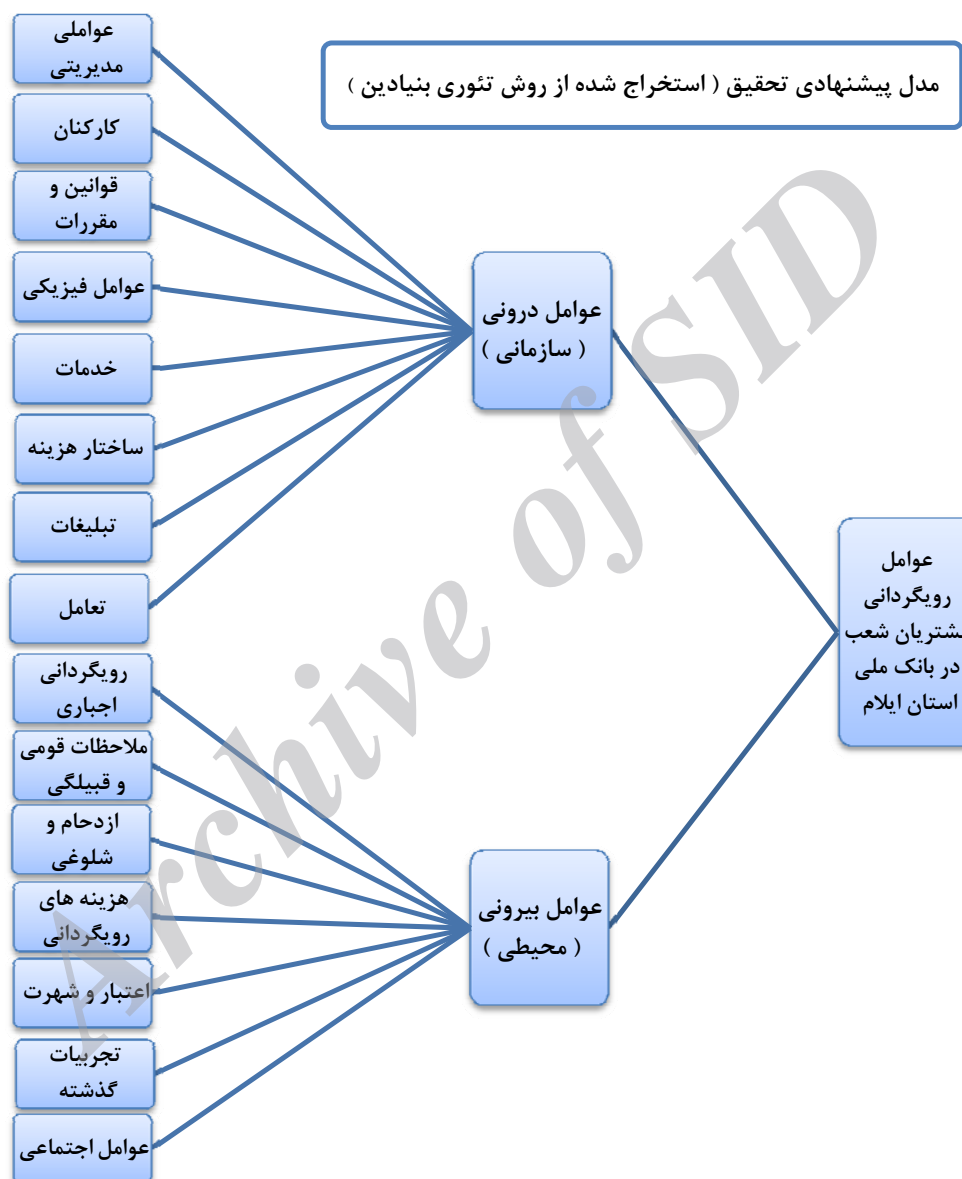 مدل پیشنهادی تحقیق ( استخراج شده از روش تئوری بنیادین )
عوامل
رویگردانی
مشتریان شعب
در بانک ملی
استان ایلام
عوامل درونی
( سازمانی )
عواملی
مدیریتی
کارکنان
قوانین و
مقررات
عوامل فیزیکی
خدمات
ساختار هزینه
تبلیغات
تعامل
عوامل بیرونی
( محیطی )
رویگردانی
اجباری
ملاحظات قومی
و قبیلگی
ازدحام و
شلوغی
هزینه های
رویگردانی
اعتبار و شهرت
تجربیات
گذشته
عوامل اجتماعی
Archive of SID